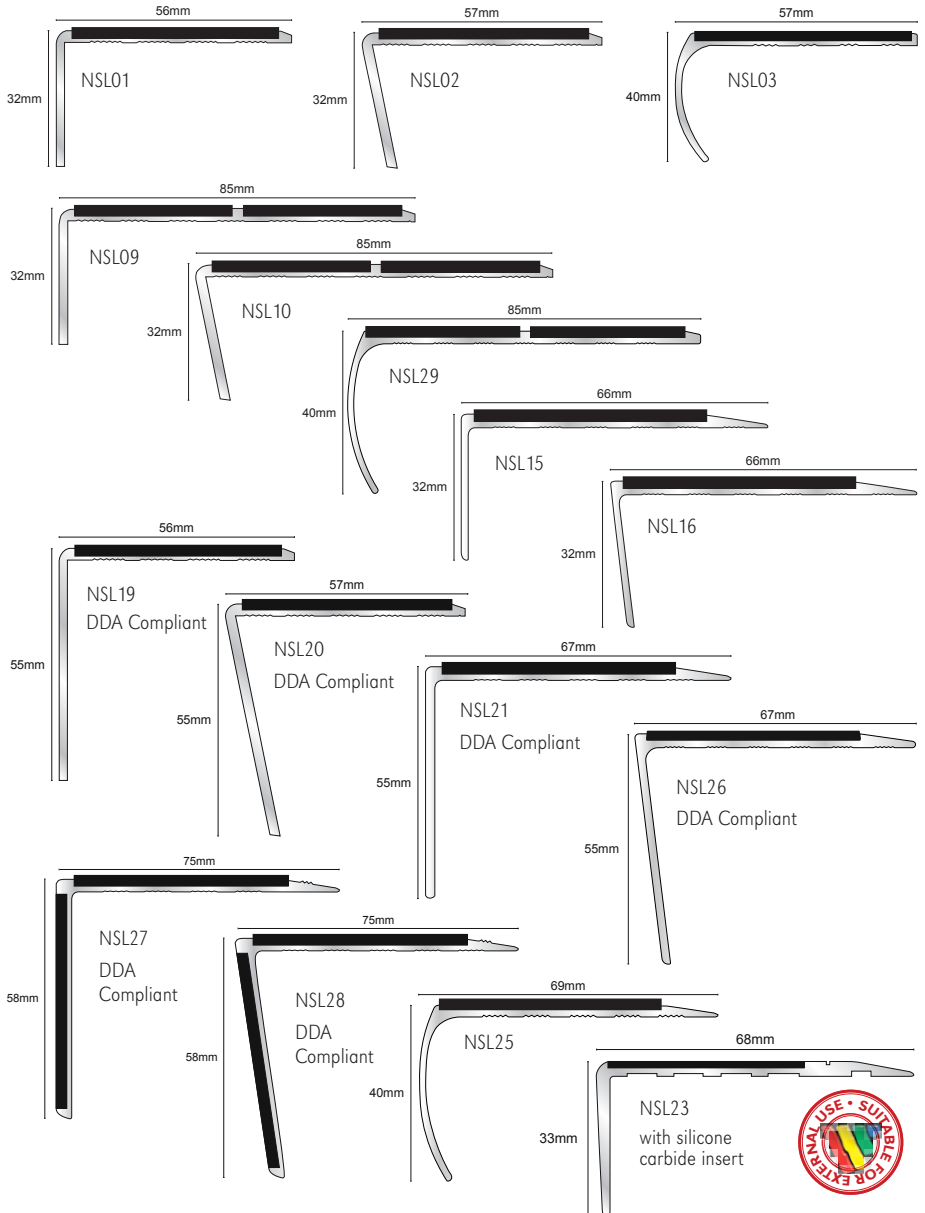 56mm
32mm
NSL01
57mm
32mm
NSL02
57mm
40mm
NSL03
85mm
32mm
NSL09
85mm
32mm
NSL10
85mm
40mm
NSL29
66mm
32mm
NSL15
66mm
32mm
NSL16
56mm
55mm
NSL19
DDA Compliant
57mm
55mm
NSL20
DDA Compliant
67mm
55mm
NSL21
DDA Compliant
67mm
55mm
NSL26
DDA Compliant
75mm
58mm
NSL27
DDA
Compliant
75mm
58mm
NSL28
DDA
Compliant
69mm
40mm
NSL25
68mm
33mm
NSL23
with silicone
carbide insert
SUITABLE FOR EXTERNAL USE •